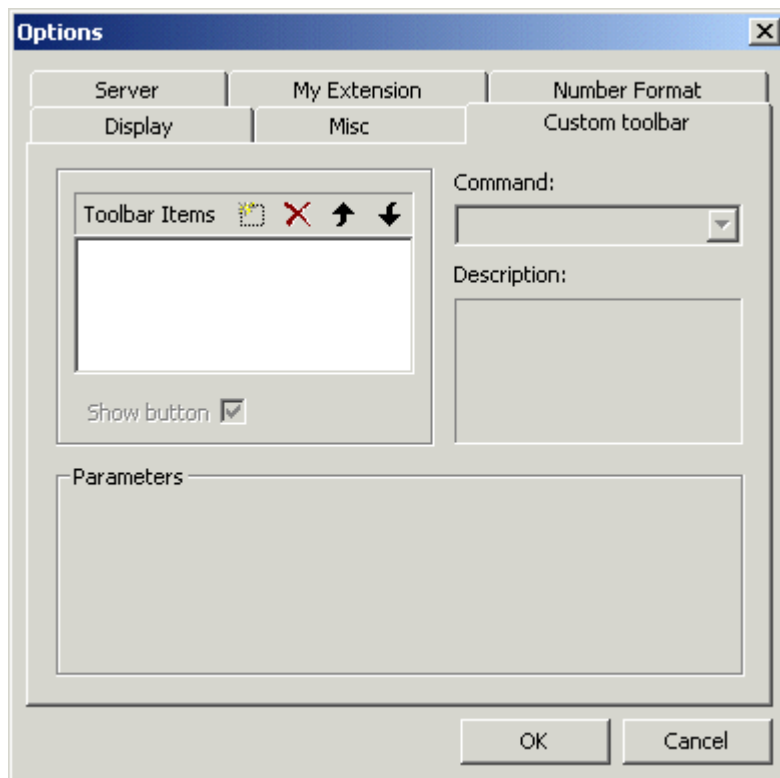 Options
Server
My Extension
Number Format
Display
Misc
Custom toolbar
Toolbar Items
Command:
Description:
Show button
Parameters
OK
Cancel